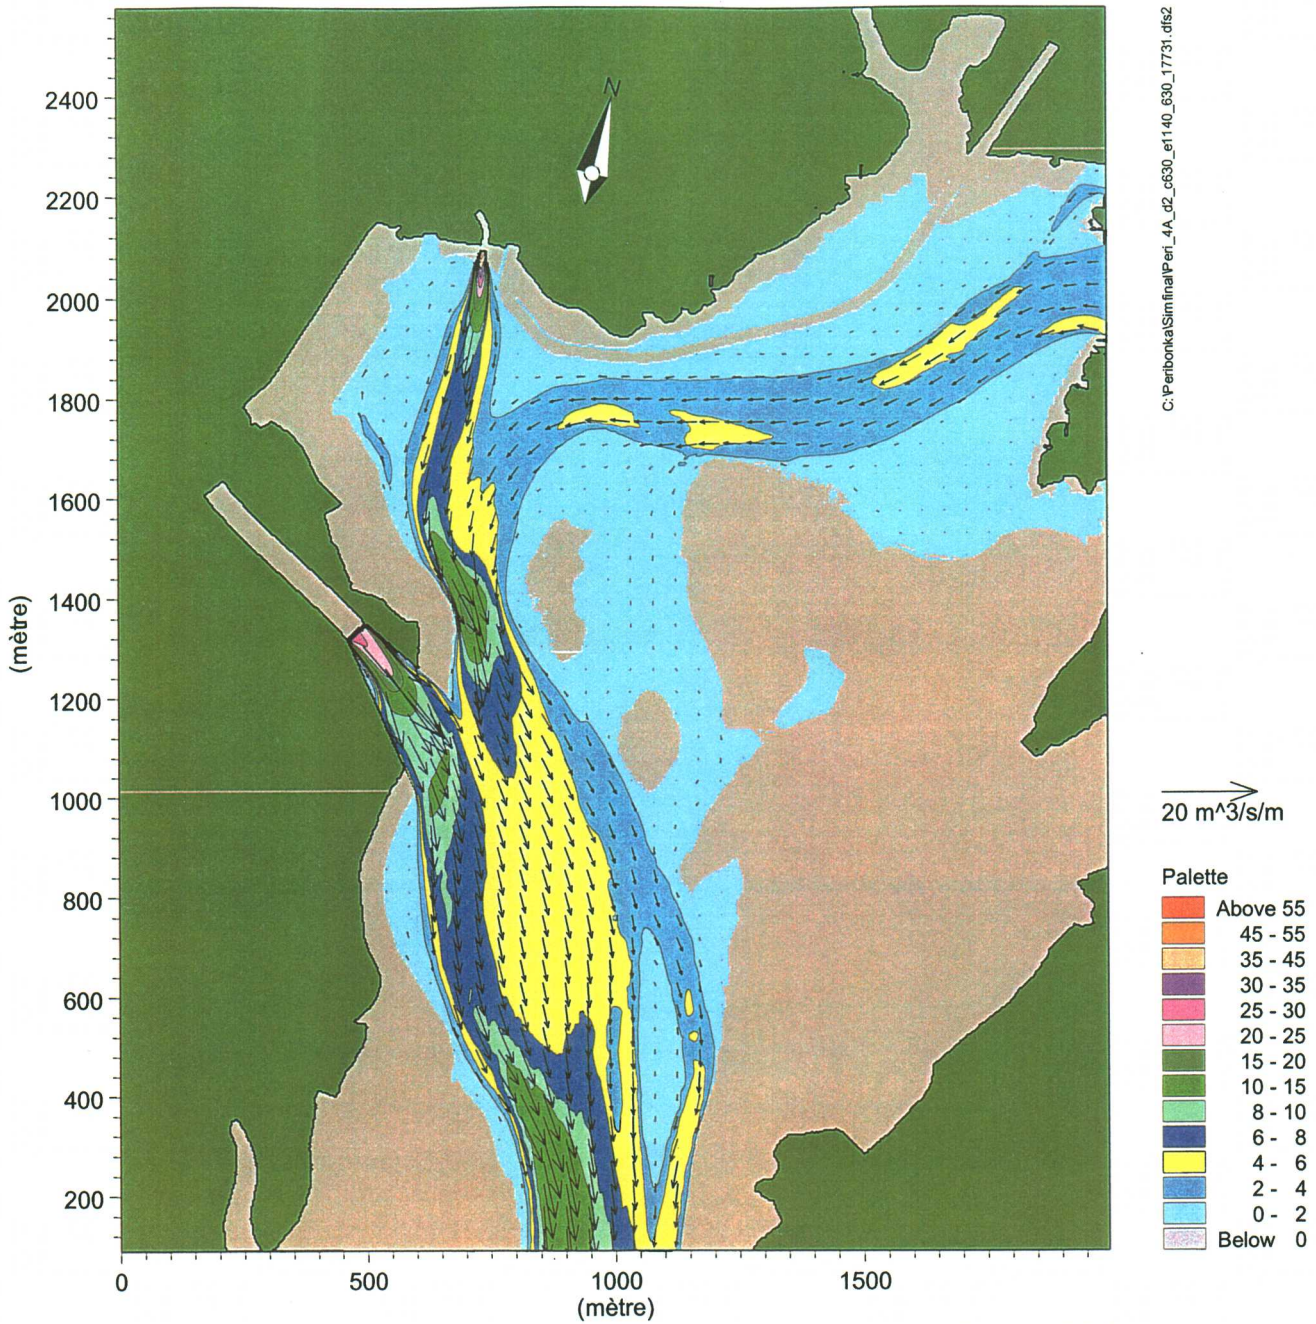 N
C:\Peribonka\Simfinal\Peri_4A_d2_c630_e1140_630_17731.dfs2
2400
2200
2000
1800
1600
1400
1200
1000
800
600
400
200
(mètre)
0
500
1000
1500
(mètre)
20 m^3/s/m
Palette
Above 55
45 - 55
35 - 45
30 - 35
25 - 30
20 - 25
15 - 20
10 - 15
8 - 10
6 - 8
4 - 6
2 - 4
0 - 2
Below 0